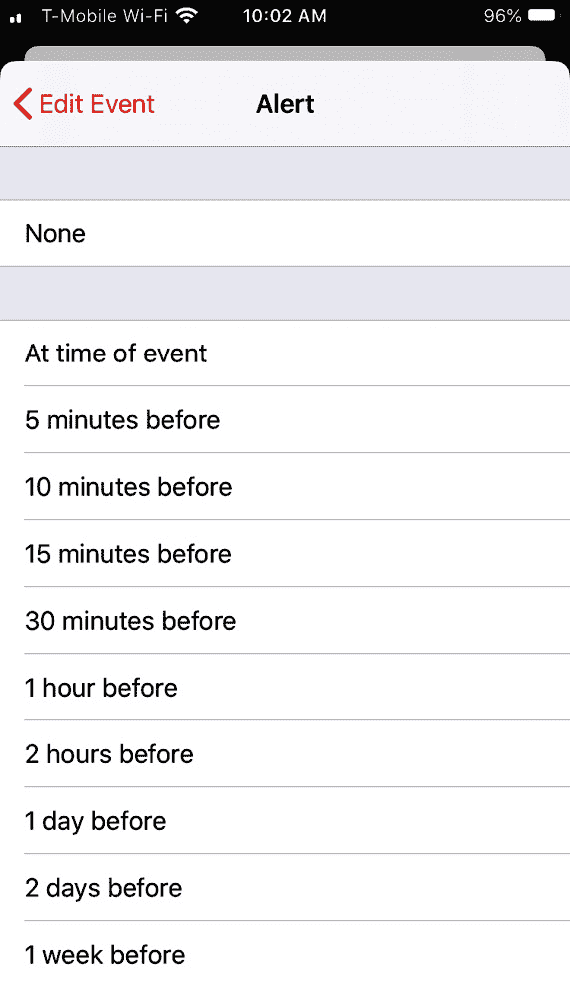 T-Mobile Wi-Fi 10:02 AM 96%
Edit Event Alert
None
At time of event
5 minutes before
10 minutes before
15 minutes before
30 minutes before
1 hour before
2 hours before
1 day before
2 days before
1 week before